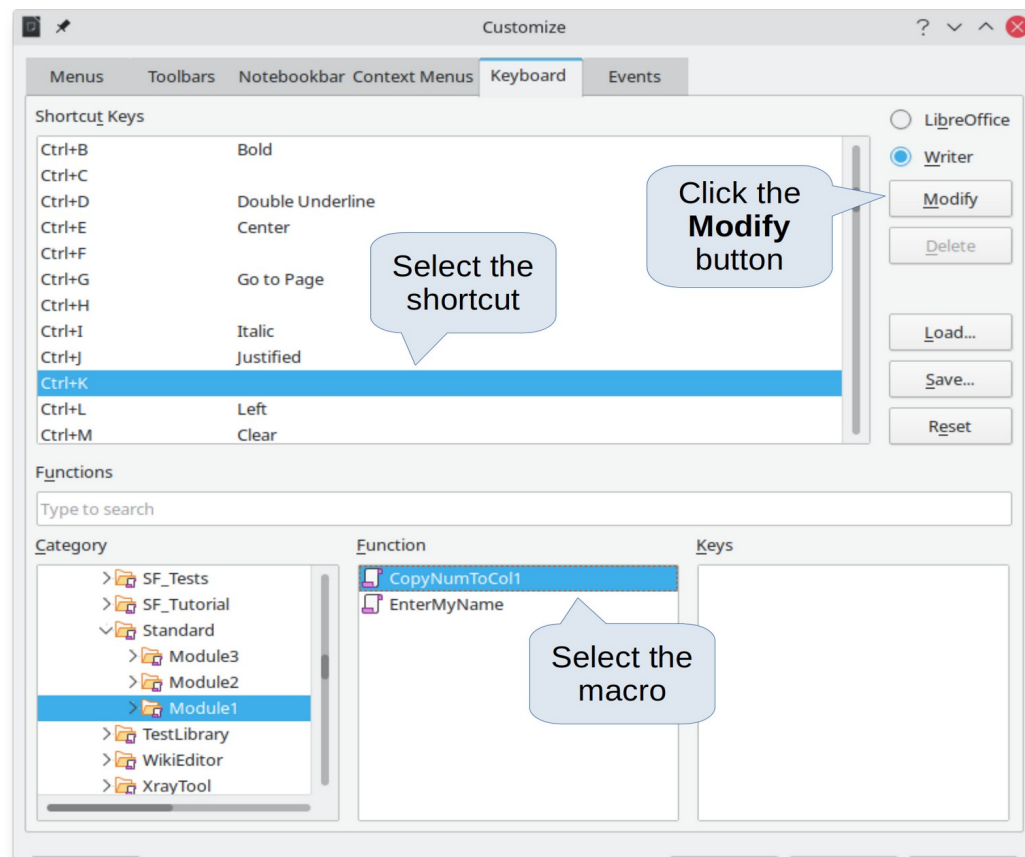 Customize
?
Menus Toolbars Notebookbar Context Menus Keyboard Events
Shortcut Keys
LibreOffice
Writer
Modify
Delete
Load...
Save...
Reset
Ctrl+B Bold
Ctrl+C
Ctrl+D Double Underline
Ctrl+E Center
Ctrl+F
Ctrl+G Go to Page
Ctrl+H
Ctrl+I Italic
Ctrl+J Justified
Ctrl+K
Ctrl+L Left
Ctrl+M Clear
Click the
Modify
button
Select the
shortcut
Functions
Type to search
Category
SF_Tests
SF_Tutorial
Standard
Module3
Module2
Module1
TestLibrary
WikiEditor
XrayTool
Function
CopyNumToCol1
EnterMyName
Select the
macro
Keys